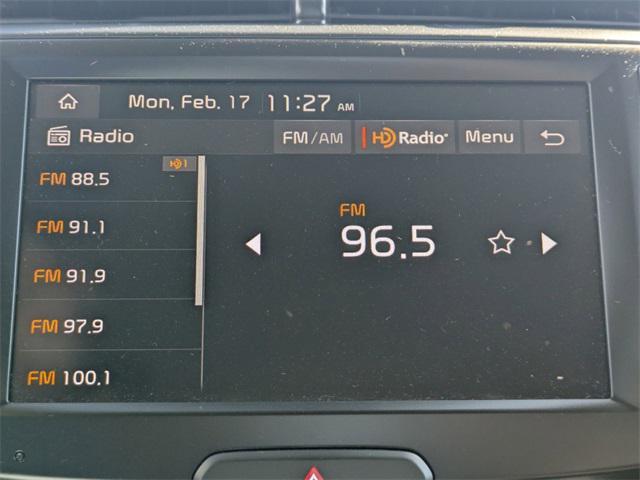 Mon, Feb. 17 11:27 AM
Radio FM/AM HD Radio Menu
HD1
FM 88.5
FM 91.1
FM 91.9
FM 97.9
FM 100.1
FM
96.5